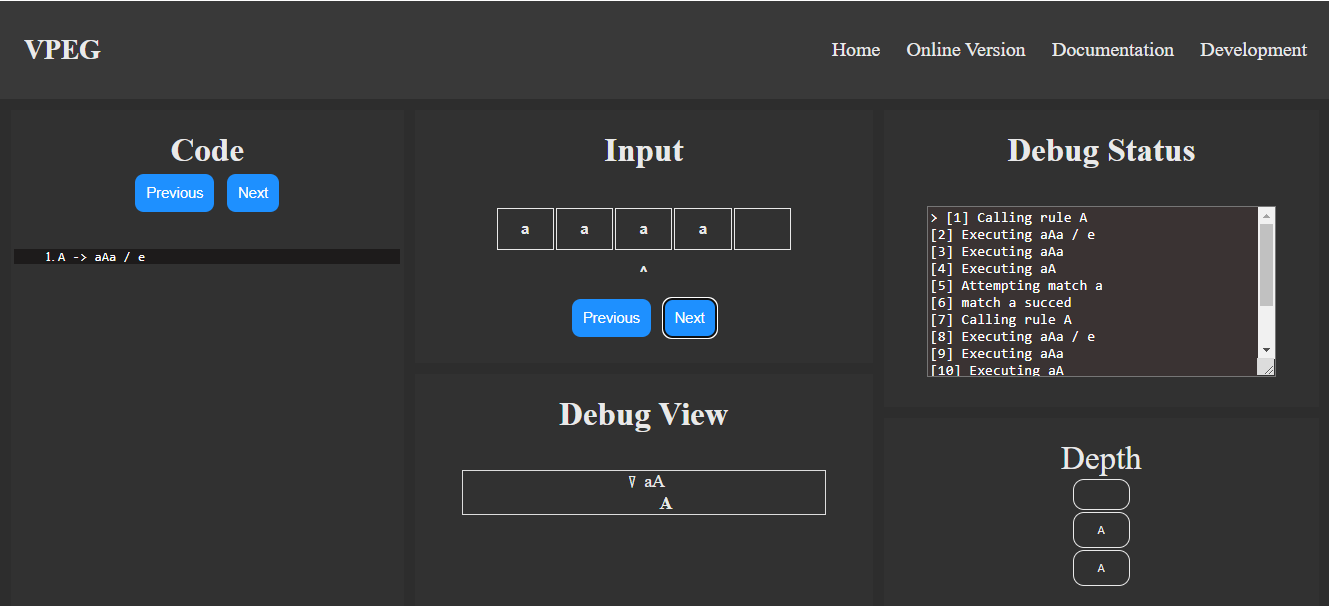 VPEG
Home Online Version Documentation Development
Code
Previous Next
1. A -> aAa / e
Input
a a a a
^
Previous Next
Debug View
⊽ aA
A
Debug Status
> [1] Calling rule A
[2] Executing aAa / e
[3] Executing aAa
[4] Executing aA
[5] Attempting match a
[6] match a succed
[7] Calling rule A
[8] Executing aAa / e
[9] Executing aAa
[10] Executing aA
Depth
A
A